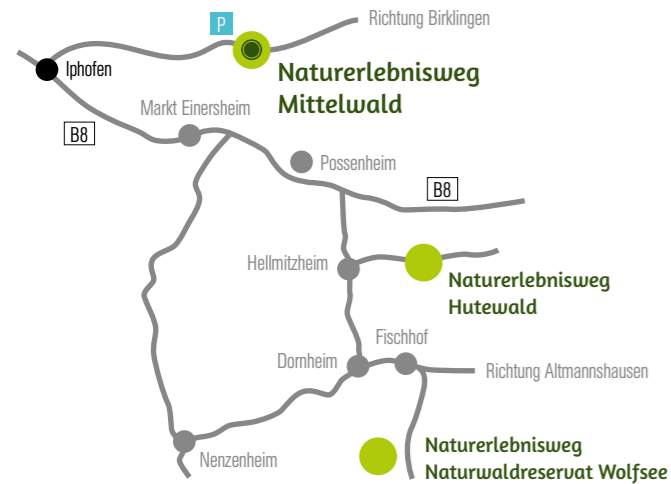 P
Richtung Birklingen
Iphofen
Naturerlebnisweg
Mittelwald
Markt Einersheim
B8
Possenheim
B8
Hellmitzheim
Naturerlebnisweg
Hutewald
Fischhof
Dornheim
Richtung Altmannshausen
Naturerlebnisweg
Naturwaldreservat Wolfsee
Nenzenheim